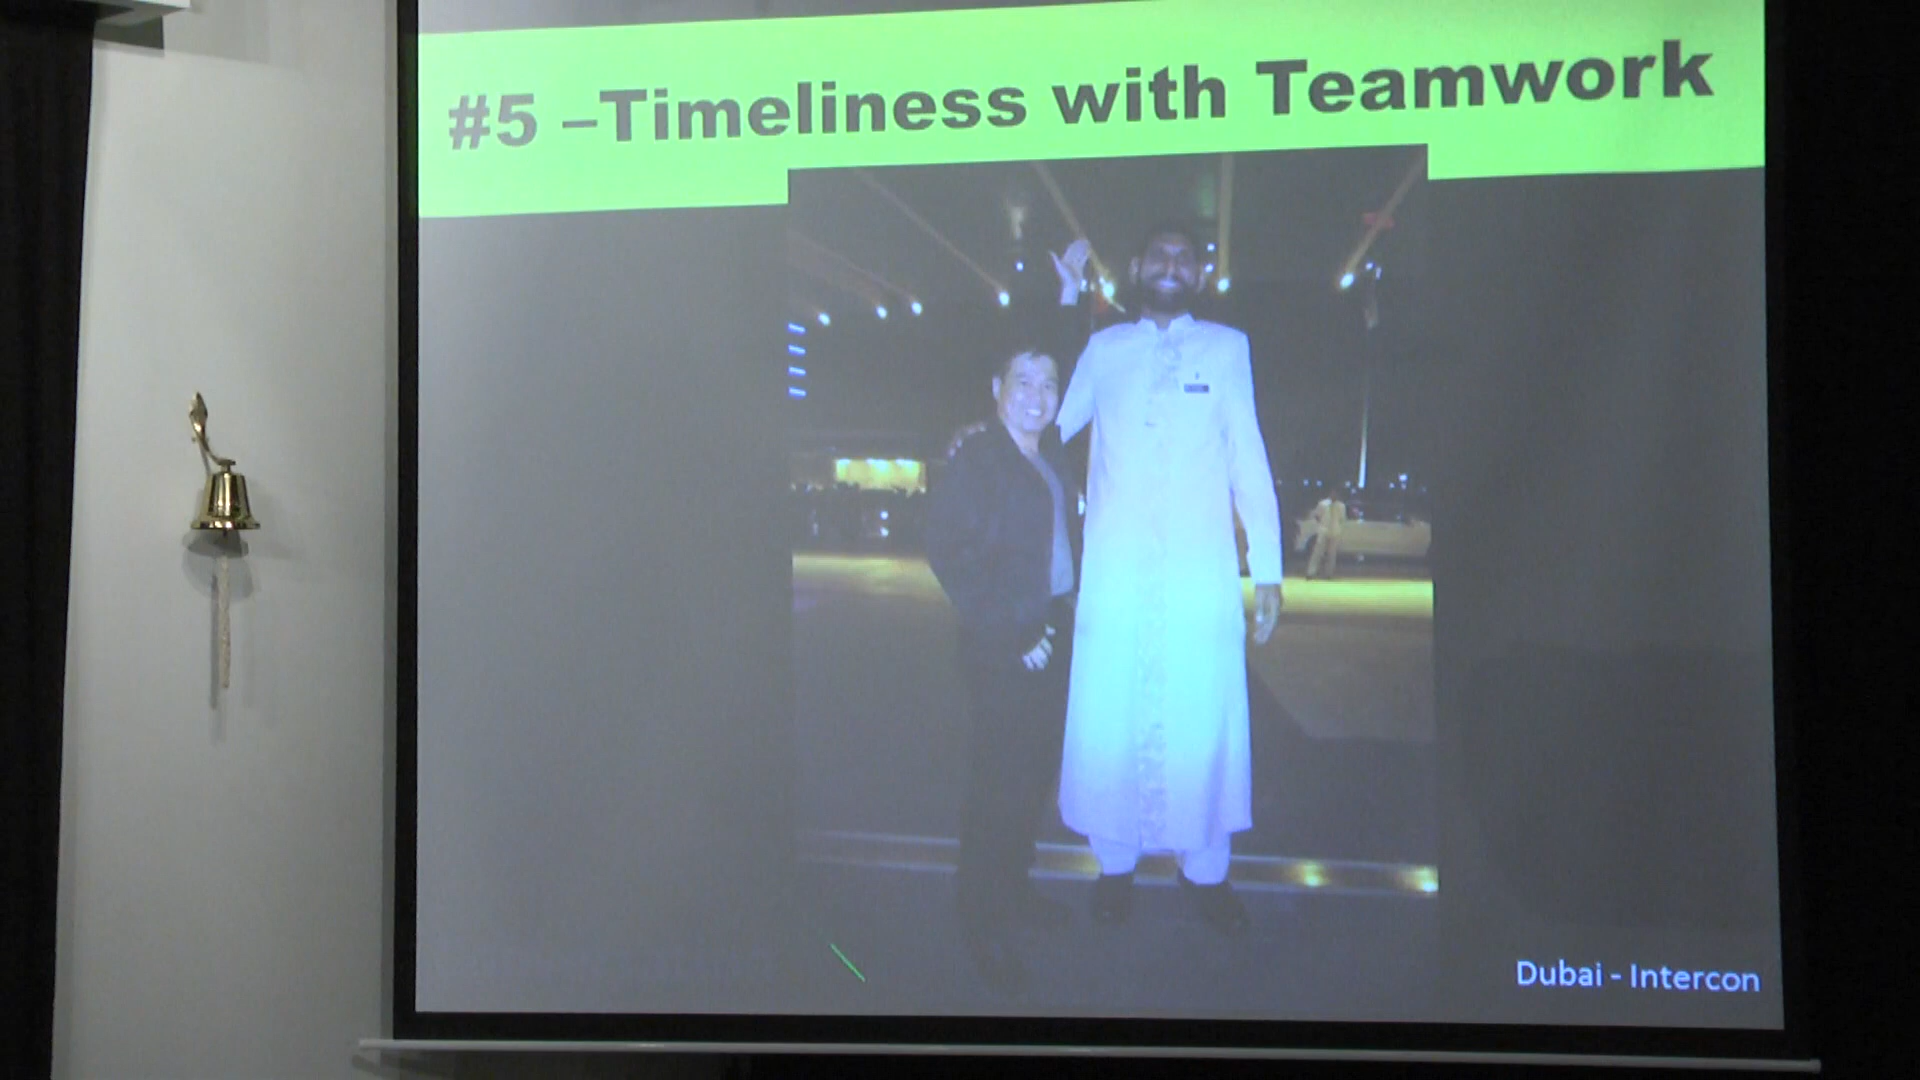 #5 –Timeliness with Teamwork
Dubai - Intercon